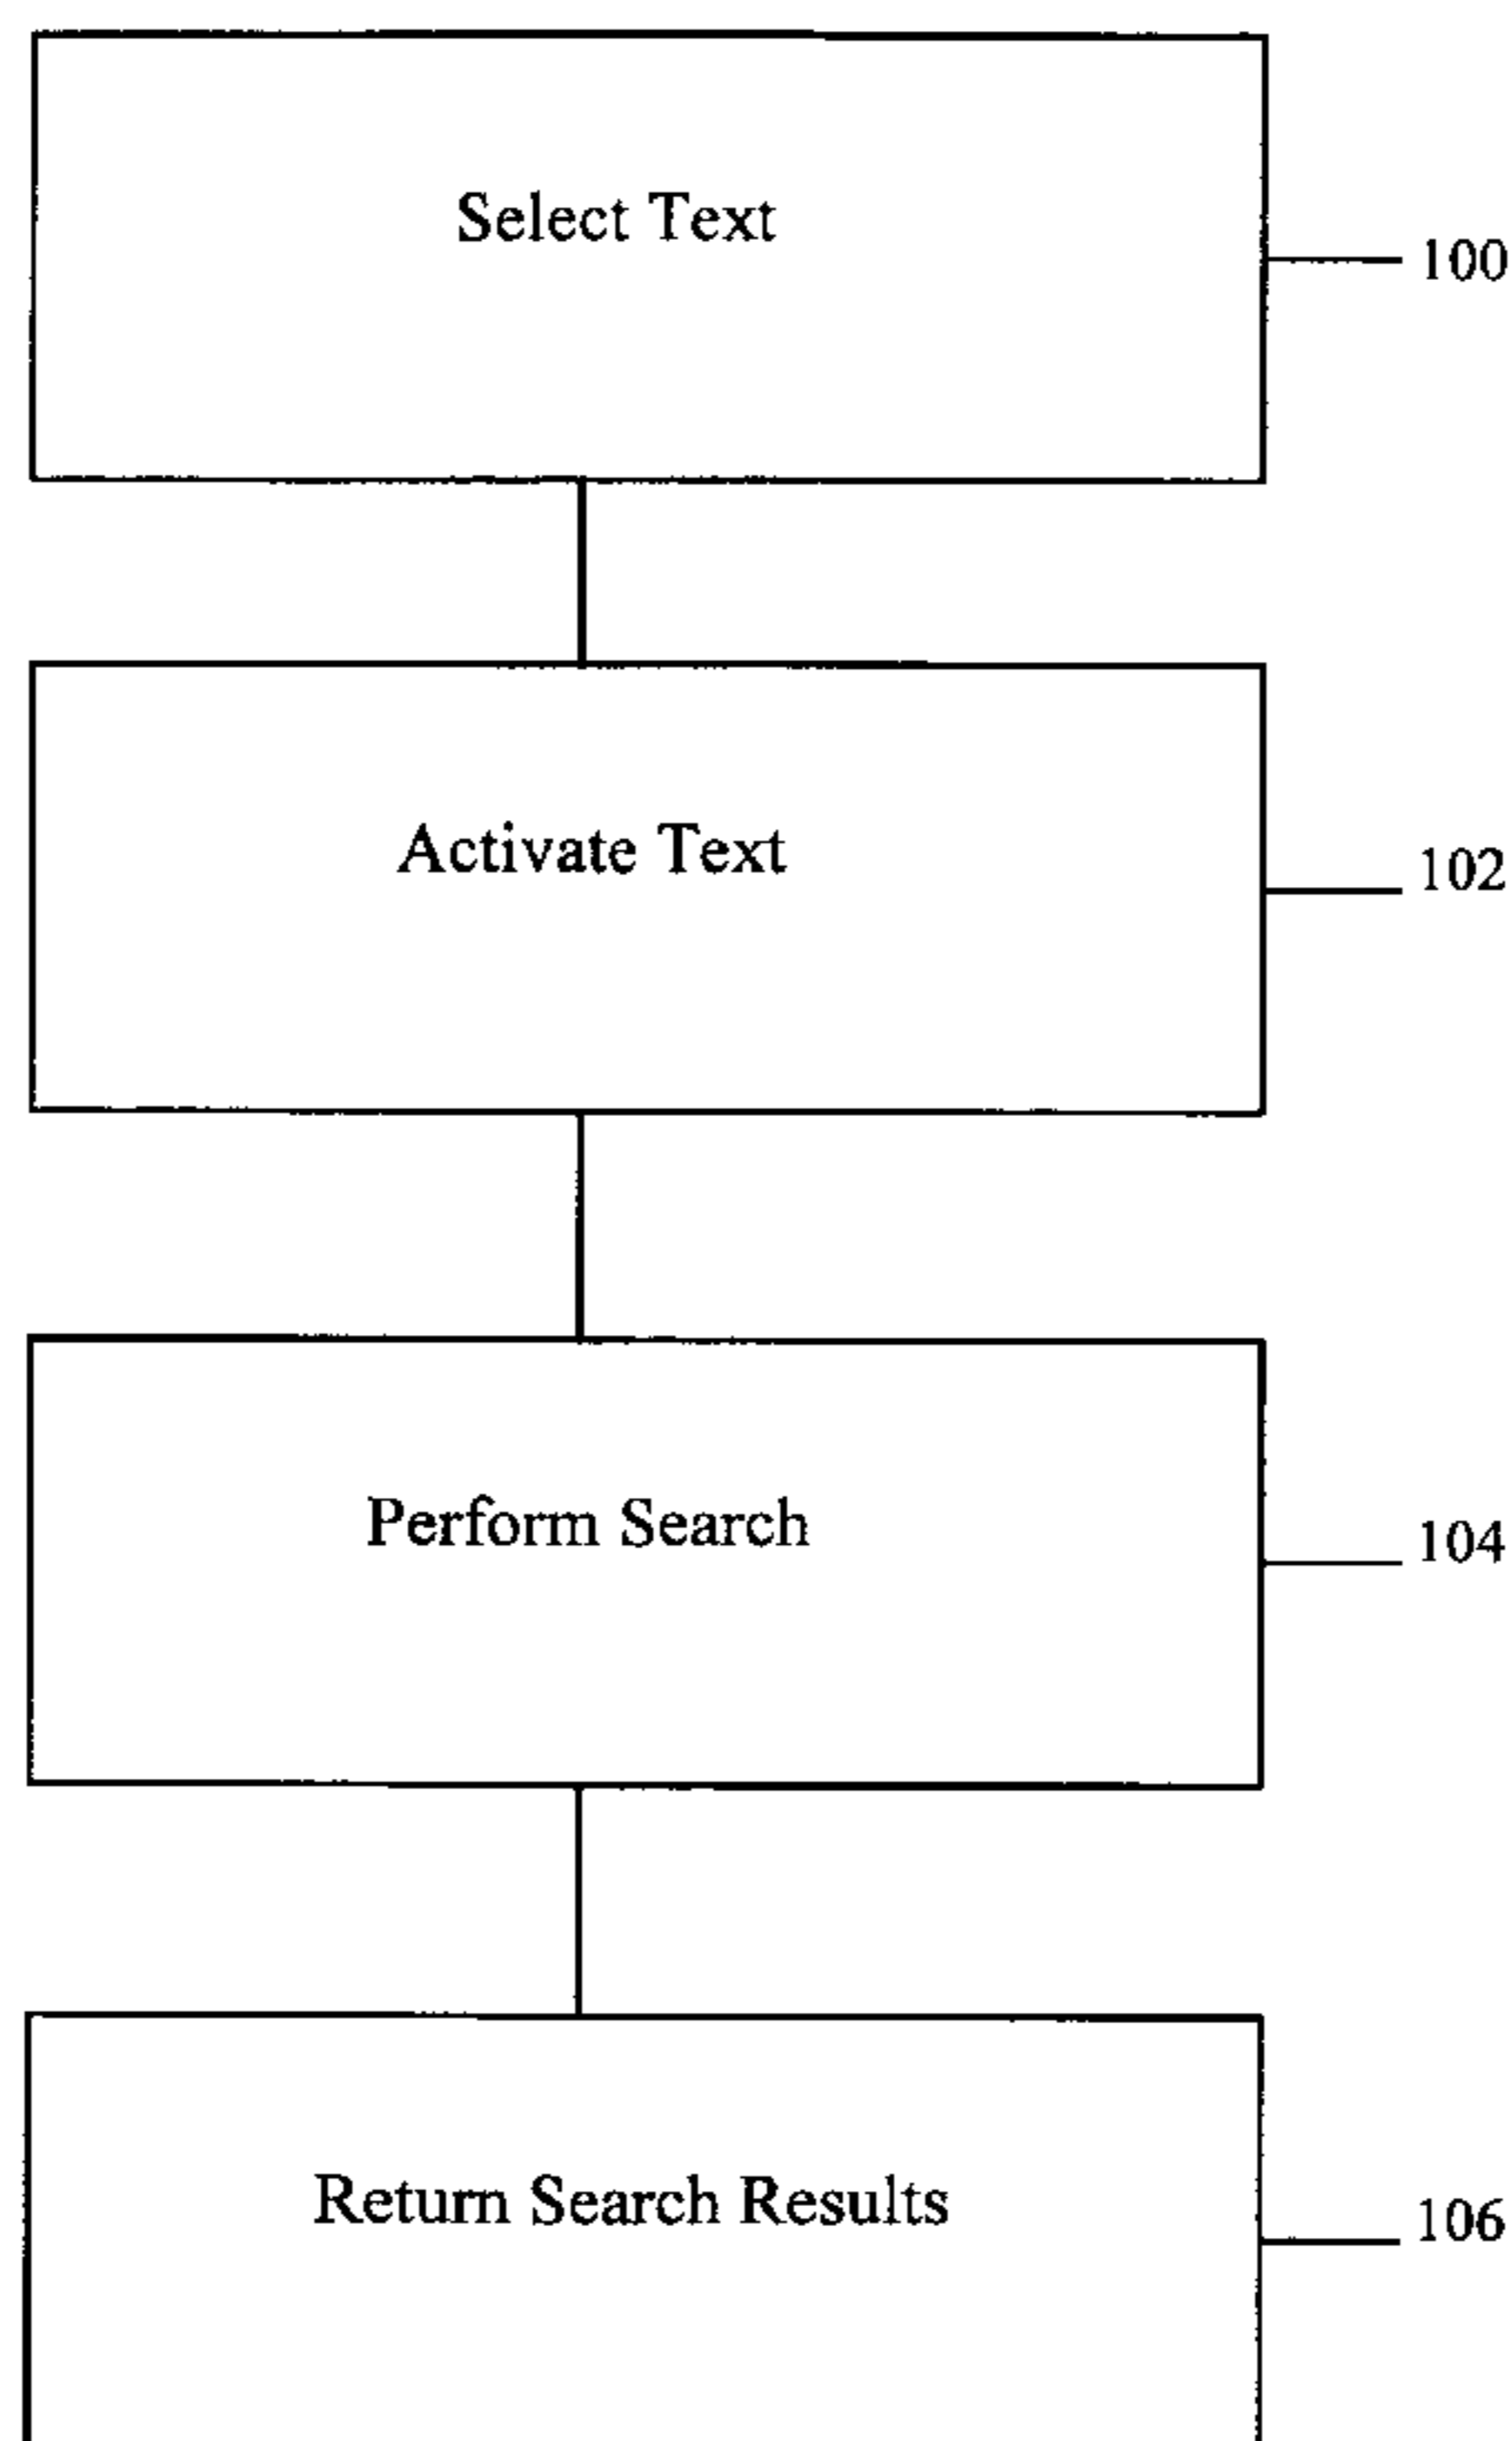 Select Text
100
Activate Text
102
Perform Search
104
Return Search Results
106